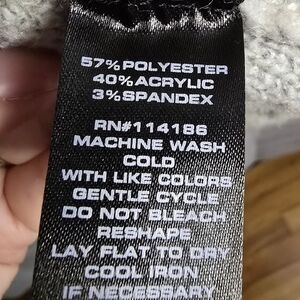 57% POLYESTER
40% ACRYLIC
3% SPANDEX
RN#114186
MACHINE WASH
COLD
WITH LIKE COLORS
GENTLE CYCLE
DO NOT BLEACH
RESHAPE
LAY FLAT TO DRY
COOL IRON
IF NECESSARY